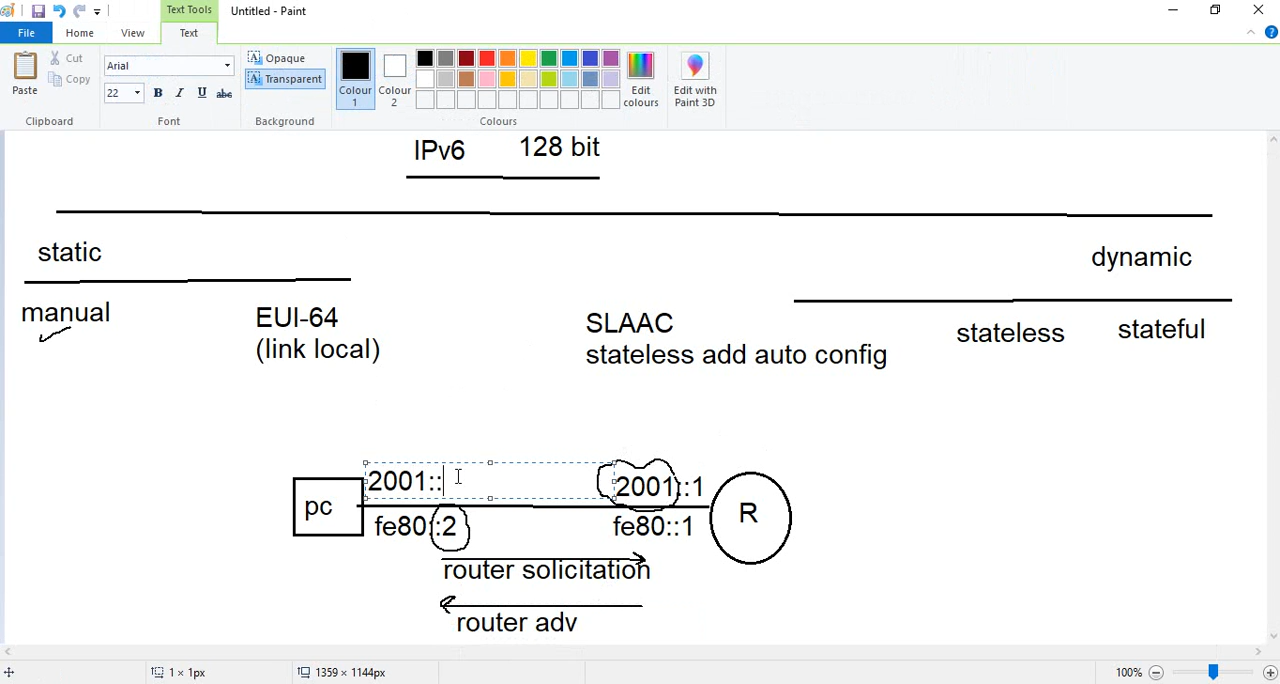 Text Tools
Untitled - Paint
File
Home
View
Text
Paste
Cut
Copy
Clipboard
Arial
22
B I U abc
Font
A Opaque
A Transparent
Background
Colour 1
Colour 2
Edit colours
Colours
Edit with Paint 3D
IPv6 128 bit
static
dynamic
manual
EUI-64
(link local)
SLAAC
stateless add auto config
stateless
stateful
pc
2001::
2001::1
R
fe80::2
fe80::1
router solicitation
router adv
1 × 1px
1359 × 1144px
100%